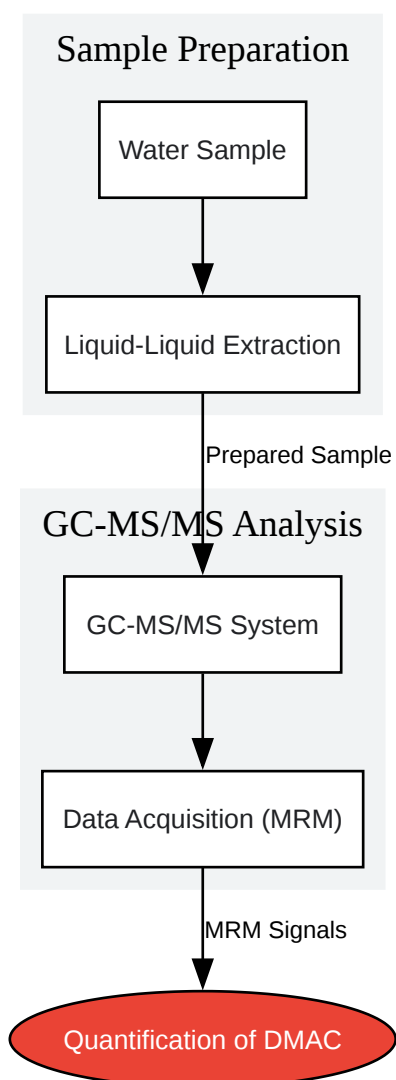 Sample Preparation
Water Sample
Liquid-Liquid Extraction
Prepared Sample
GC-MS/MS Analysis
GC-MS/MS System
Data Acquisition (MRM)
MRM Signals
Quantification of DMAC